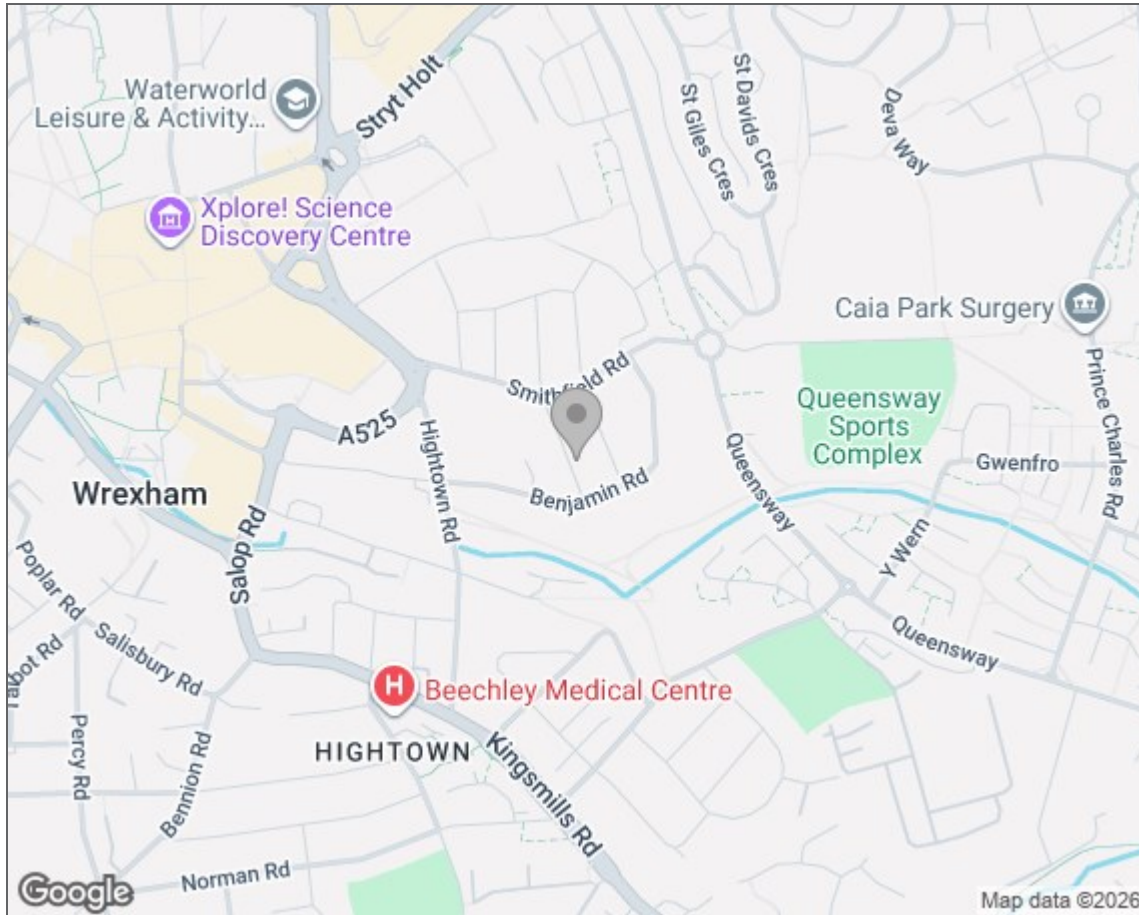 Waterworld
Leisure & Activity...
Stryt Holt
St Davids Cres
St Giles Cres
Deva Way
Xplore! Science
Discovery Centre
Caia Park Surgery
Smithfield Rd
Prince Charles Rd
Queensway
Sports
Complex
A525
Hightown Rd
Queensway
Gwenfro
Benjamin Rd
Wrexham
Salop Rd
Y Wern
Poplar Rd
Salisbury Rd
Queensway
Beechley Medical Centre
Percy Rd
Bennion Rd
HIGHTOWN
Kingsmills Rd
Norman Rd
Google
Map data ©2026